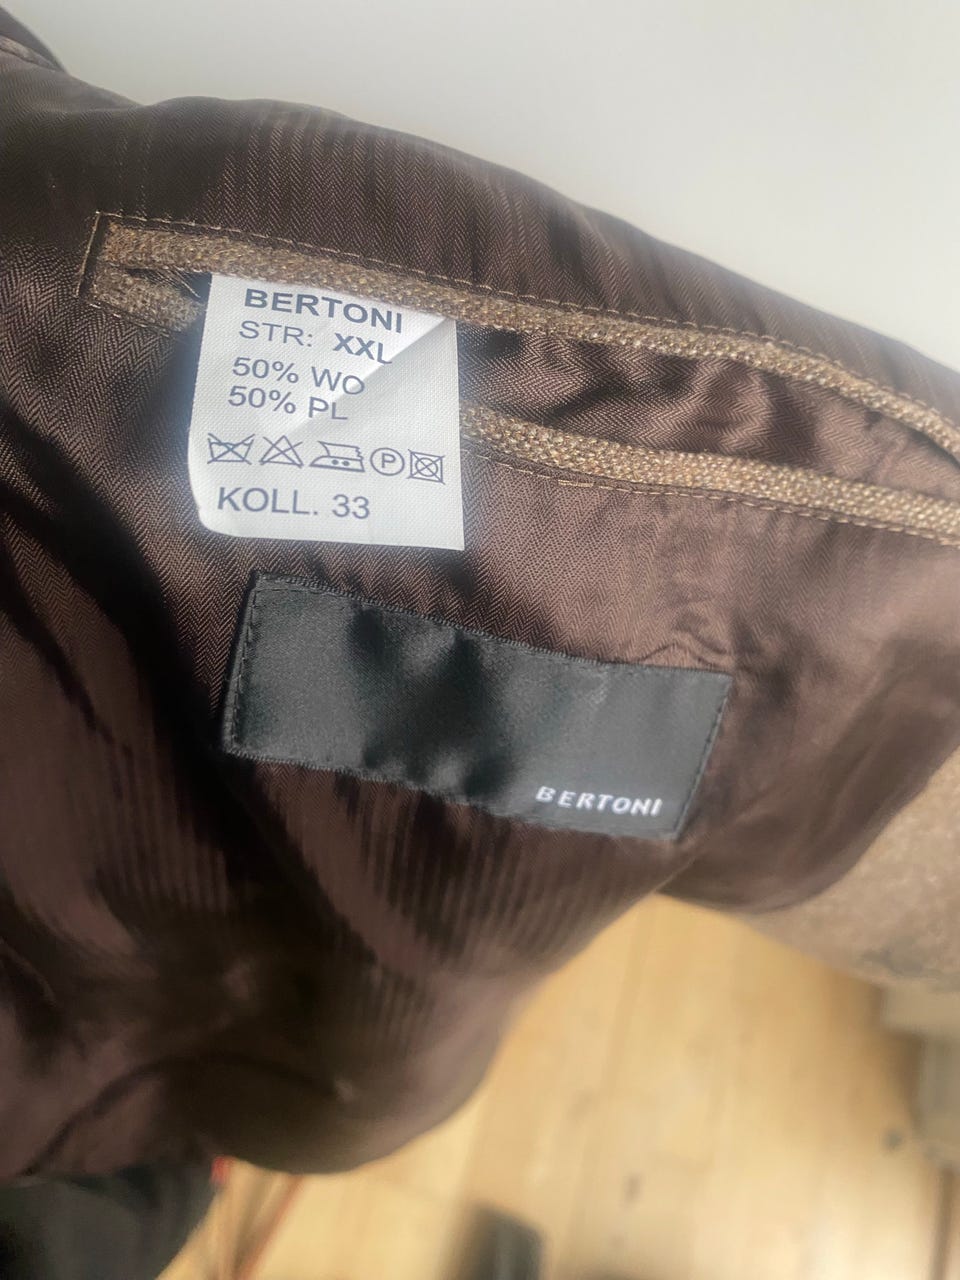 BERTONI
STR: XXL
50% WO
50% PL
P
KOLL. 33
BERTONI